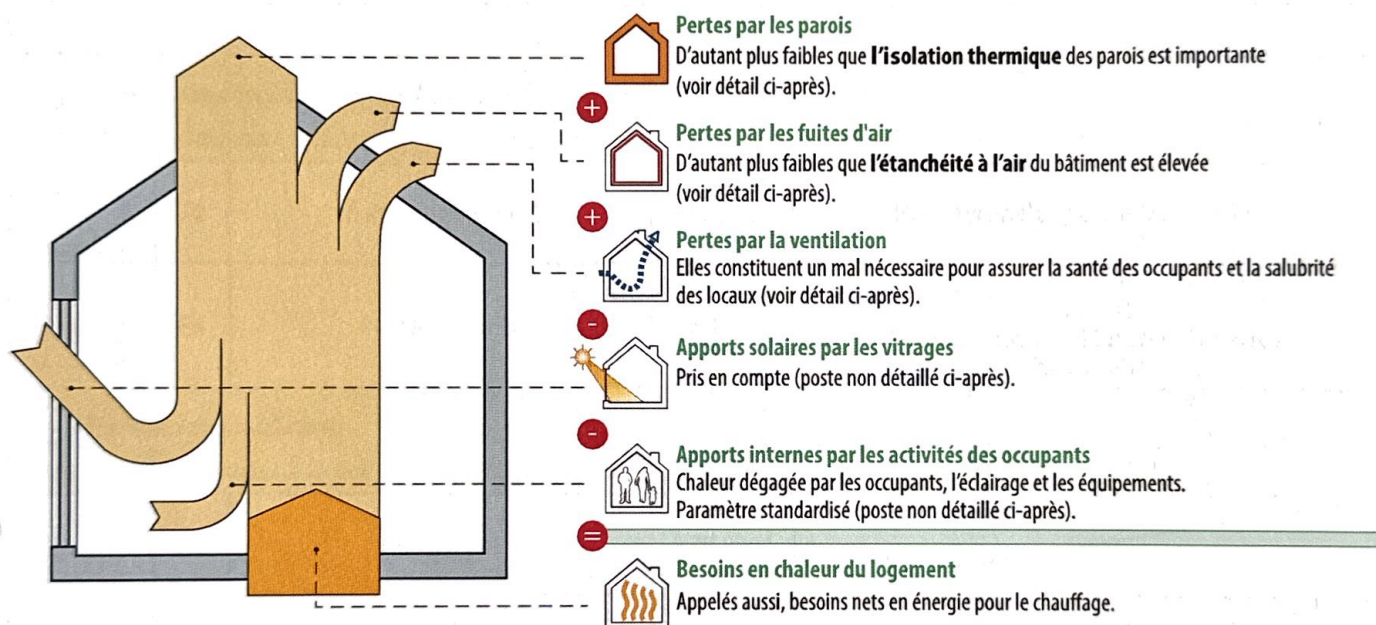 Pertes par les parois
D'autant plus faibles que l'isolation thermique des parois est importante
(voir détail ci-après).
+
Pertes par les fuites d'air
D'autant plus faibles que l'étanchéité à l'air du bâtiment est élevée
(voir détail ci-après).
+
Pertes par la ventilation
Elles constituent un mal nécessaire pour assurer la santé des occupants et la salubrité
des locaux (voir détail ci-après).
-
Apports solaires par les vitrages
Pris en compte (poste non détaillé ci-après).
-
Apports internes par les activités des occupants
Chaleur dégagée par les occupants, l'éclairage et les équipements.
Paramètre standardisé (poste non détaillé ci-après).
=
Besoins en chaleur du logement
Appelés aussi, besoins nets en énergie pour le chauffage.